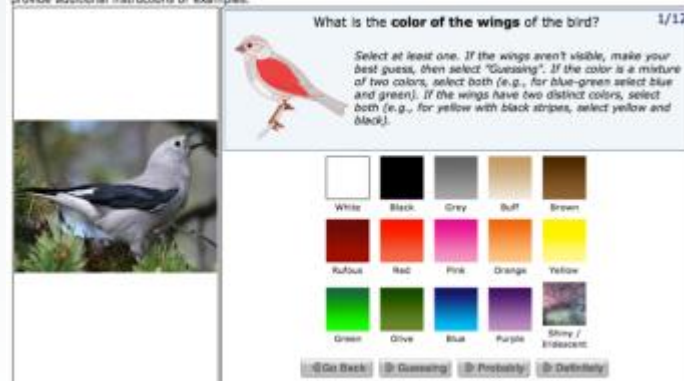 provide additional instructions or examples.
What is the color of the wings of the bird?
1/12
Select at least one. If the wings aren't visible, make your
best guess, then select "Guessing". If the color is a mixture
of two colors, select both (e.g., for blue-green select blue
and green). If the wings have two distinct colors, select
both (e.g., for yellow with black stripes, select yellow and
black).
White Black Grey Buff Brown
Rufous Red Pink Orange Yellow
Green Olive Blue Purple Shiny /
Iridescent
Go Back Guessing Probably Definitely